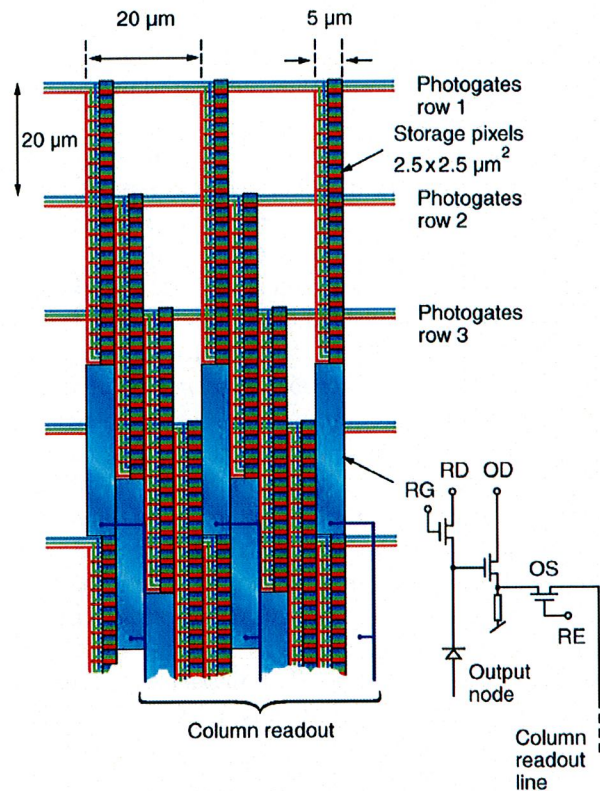 20 µm
5 µm
Photogates
row 1
20 µm
Storage pixels
2.5 x 2.5 µm²
Photogates
row 2
Photogates
row 3
RD
OD
RG
OS
RE
Output
node
Column readout
Column
readout
line